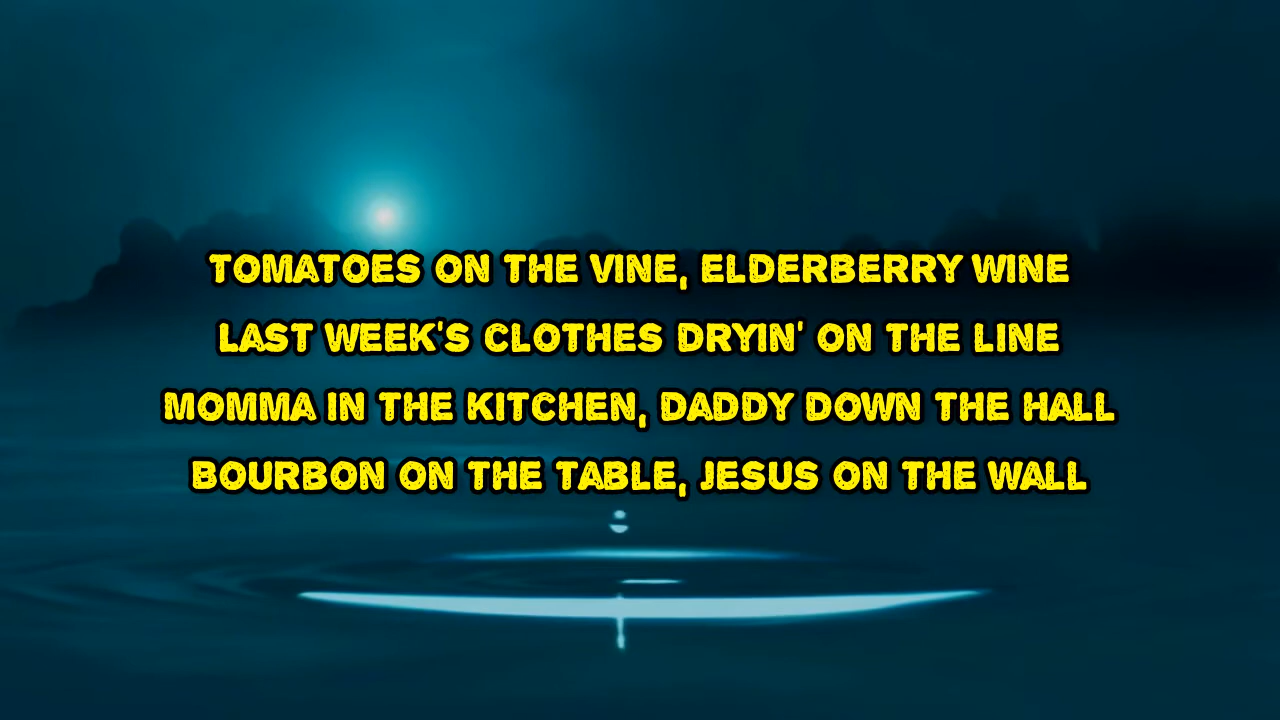 TOMATOES ON THE VINE, ELDERBERRY WINE
LAST WEEK'S CLOTHES DRYIN' ON THE LINE
MOMMA IN THE KITCHEN, DADDY DOWN THE HALL
BOURBON ON THE TABLE, JESUS ON THE WALL